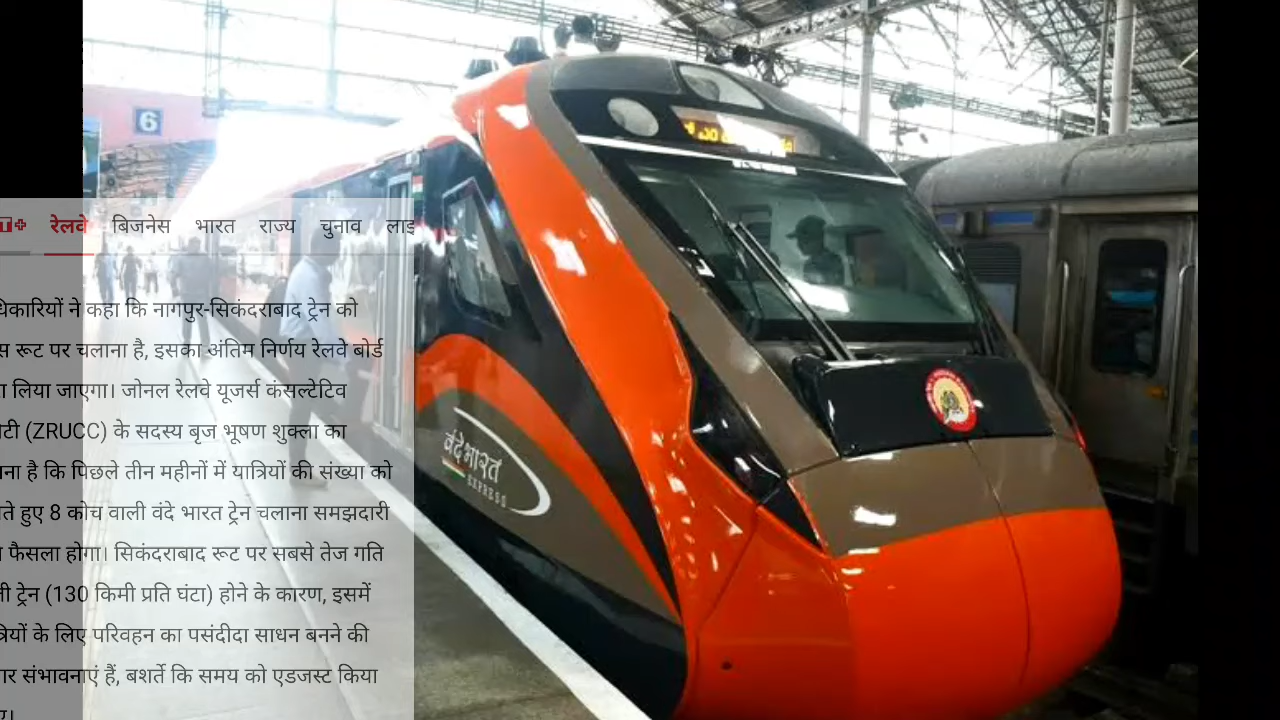 6
रेलवे बिजनेस भारत राज्य चुनाव
ने कहा कि नागपुर-सिकंदराबाद ट्रेन को
रूट पर चलाना है, इसका अंतिम निर्णय रेलवे बोर्ड
लिया जाएगा। जोनल रेलवे यूजर्स कंसल्टेटिव
(ZRUCC) के सदस्य बृज भूषण शुक्ला का
है कि पिछले तीन महीनों में यात्रियों की संख्या को
हुए 8 कोच वाली वंदे भारत ट्रेन चलाना समझदारी
फैसला होगा। सिकंदराबाद रूट पर सबसे तेज गति
ट्रेन (130 किमी प्रति घंटा) होने के कारण, इसमें
के लिए परिवहन का पसंदीदा साधन बनने की
संभावनाएं हैं, बशर्ते कि समय को एडजस्ट किया
वंदे भारत
EXPRESS